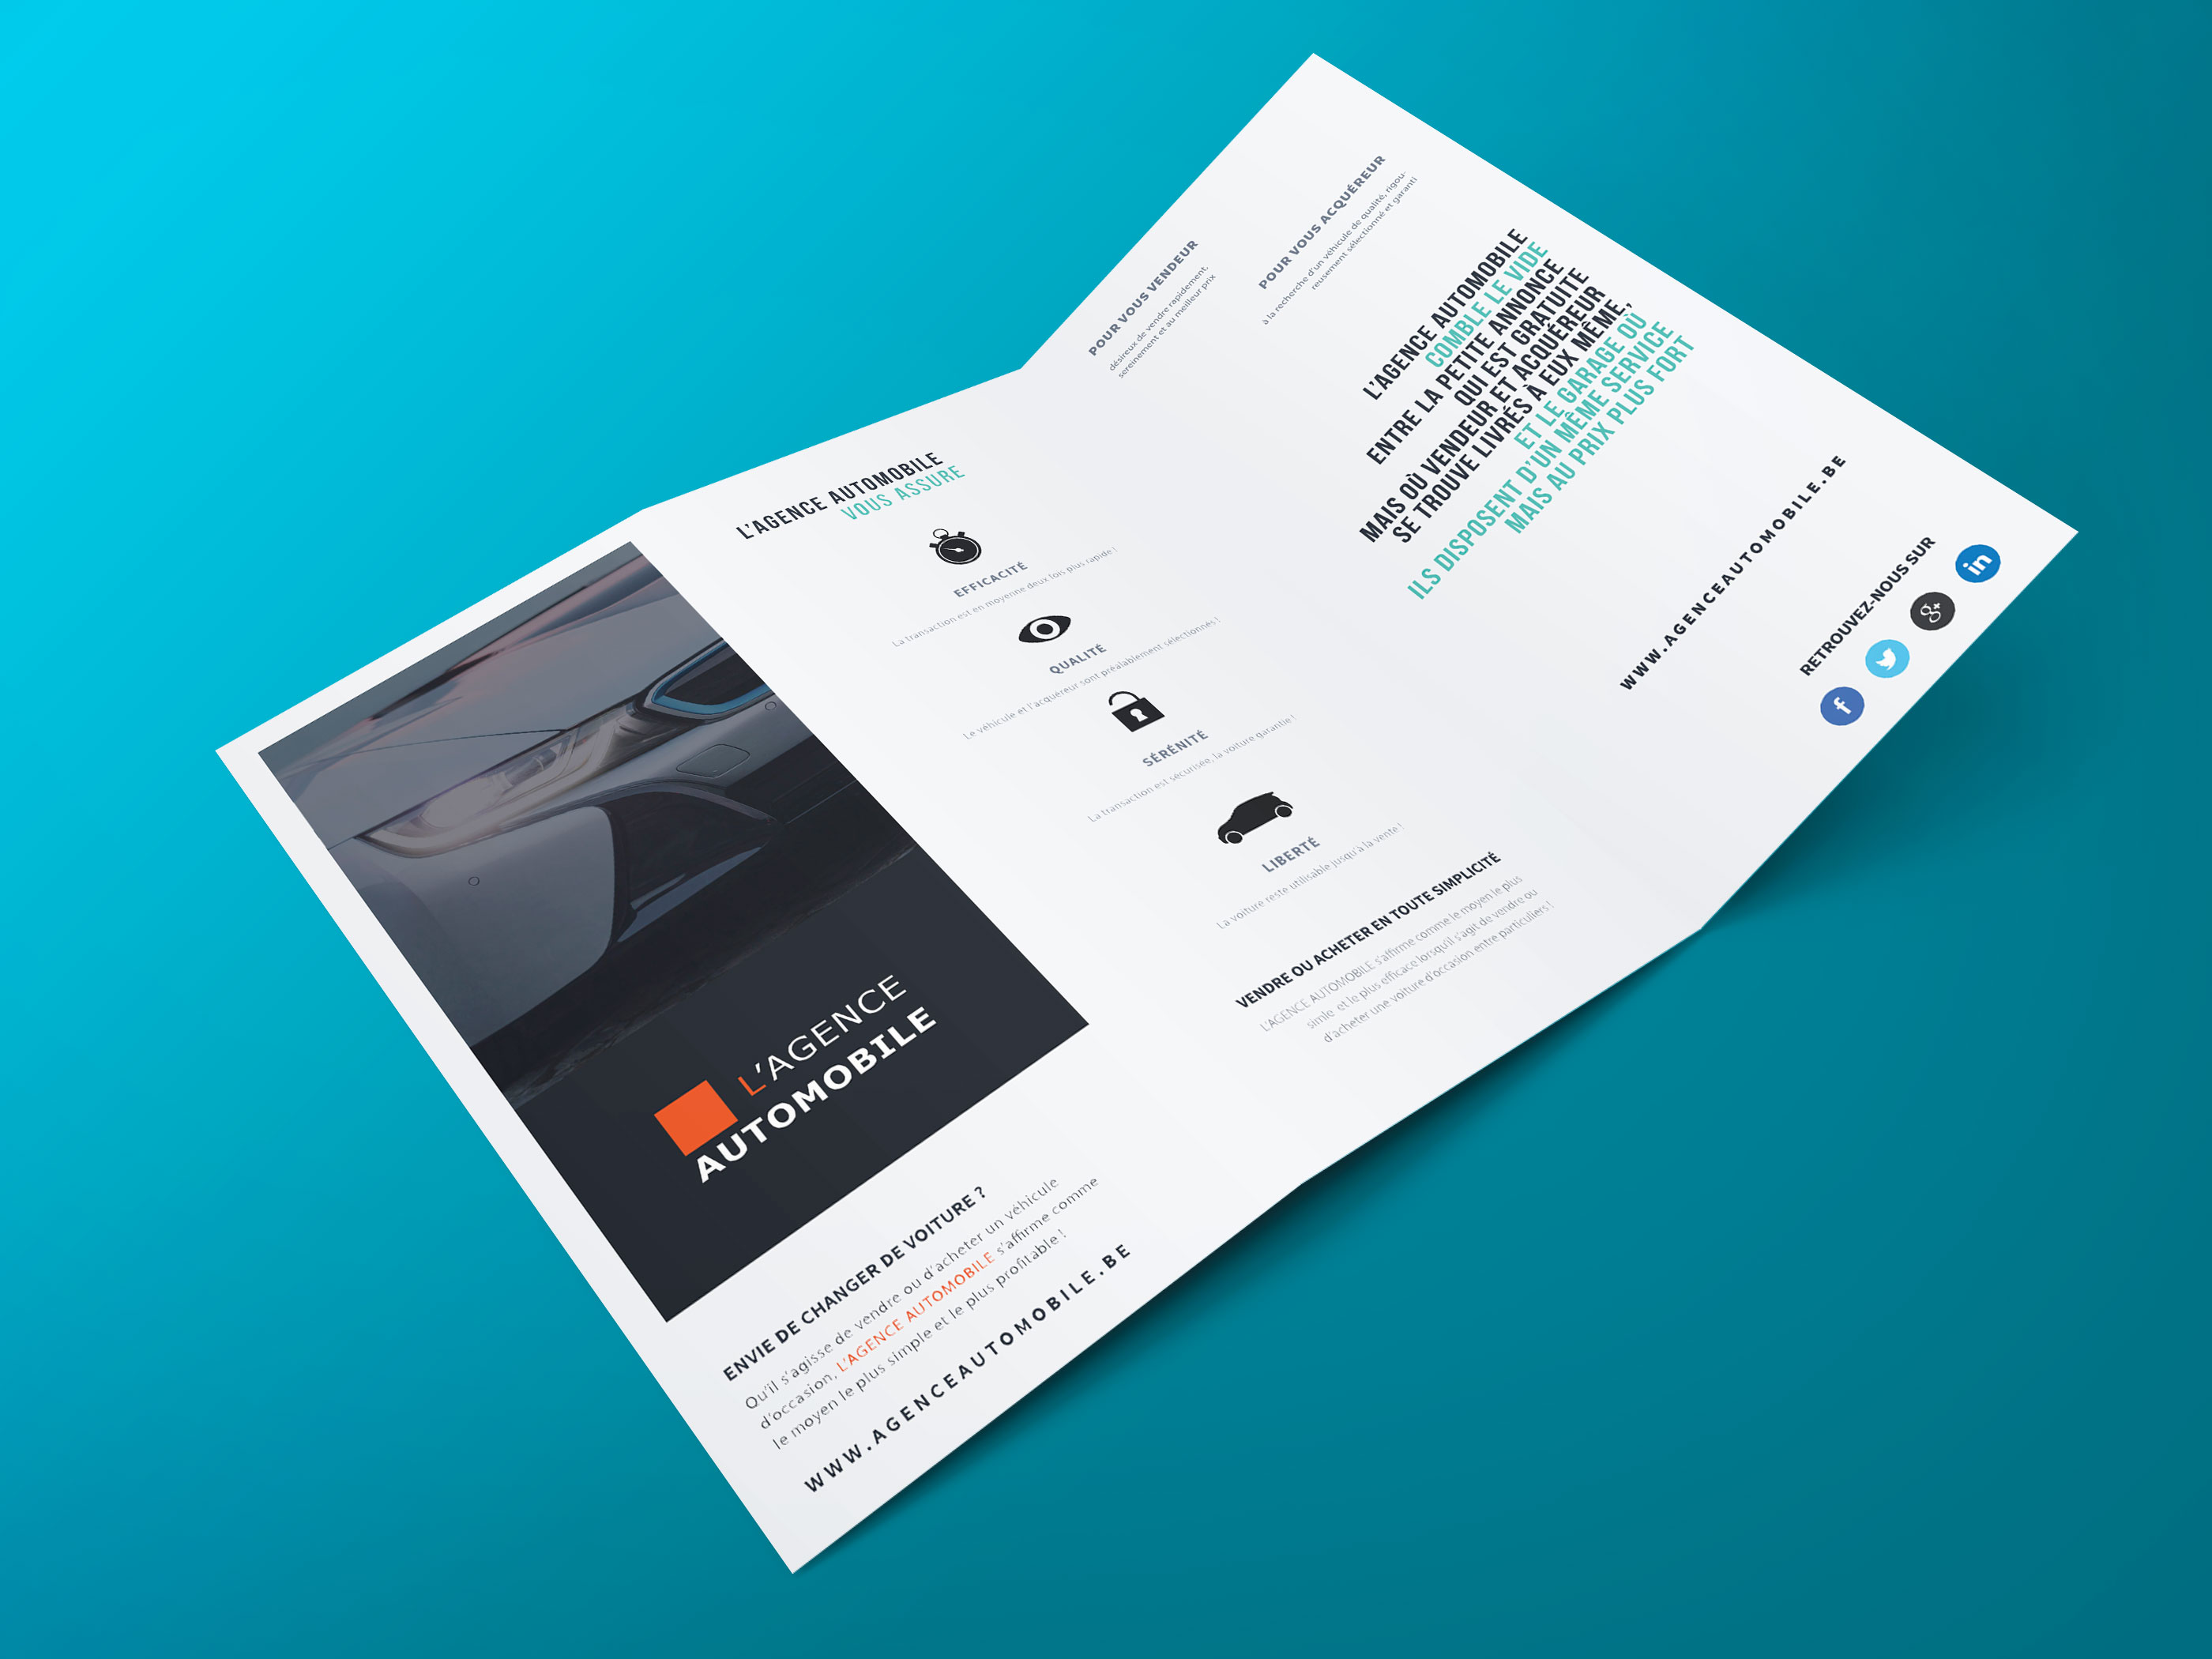 L'AGENCE
AUTOMOBILE
ENVIE DE CHANGER DE VOITURE ?
Qu'il s'agisse de vendre ou d'acheter un véhicule
d'occasion, L'AGENCE AUTOMOBILE s'affirme comme
le moyen le plus simple et le plus profitable !
WWW.AGENCEAUTOMOBILE.BE
L'AGENCE AUTOMOBILE
VOUS ASSURE
EFFICACITÉ
La transaction est en moyenne deux fois plus rapide !
QUALITÉ
Le véhicule et l'acquéreur sont préalablement sélectionnés !
SÉRÉNITÉ
La transaction est sécurisée, la voiture garantie !
LIBERTÉ
La voiture reste utilisable jusqu'à la vente !
VENDRE OU ACHETER EN TOUTE SIMPLICITÉ
L'AGENCE AUTOMOBILE s'affirme comme le moyen le plus
simle et le plus efficace lorsqu'il s'agit de vendre ou
d'acheter une voiture d'occasion entre particuliers !
POUR VOUS VENDEUR
désireux de vendre rapidement,
sereinement et au meilleur prix
POUR VOUS ACQUÉREUR
à la recherche d'un véhicule de qualité, rigou-
reusement sélectionné et garanti
L'AGENCE AUTOMOBILE
COMBLE LE VIDE
ENTRE LA PETITE ANNONCE
QUI EST GRATUITE
MAIS OÙ VENDEUR ET ACQUÉREUR
SE TROUVE LIVRÉS À EUX MÊME,
ET LE GARAGE OÙ
ILS DISPOSENT D'UN MÊME SERVICE
MAIS AU PRIX PLUS FORT
WWW.AGENCEAUTOMOBILE.BE
RETROUVEZ-NOUS SUR
f
g+
in